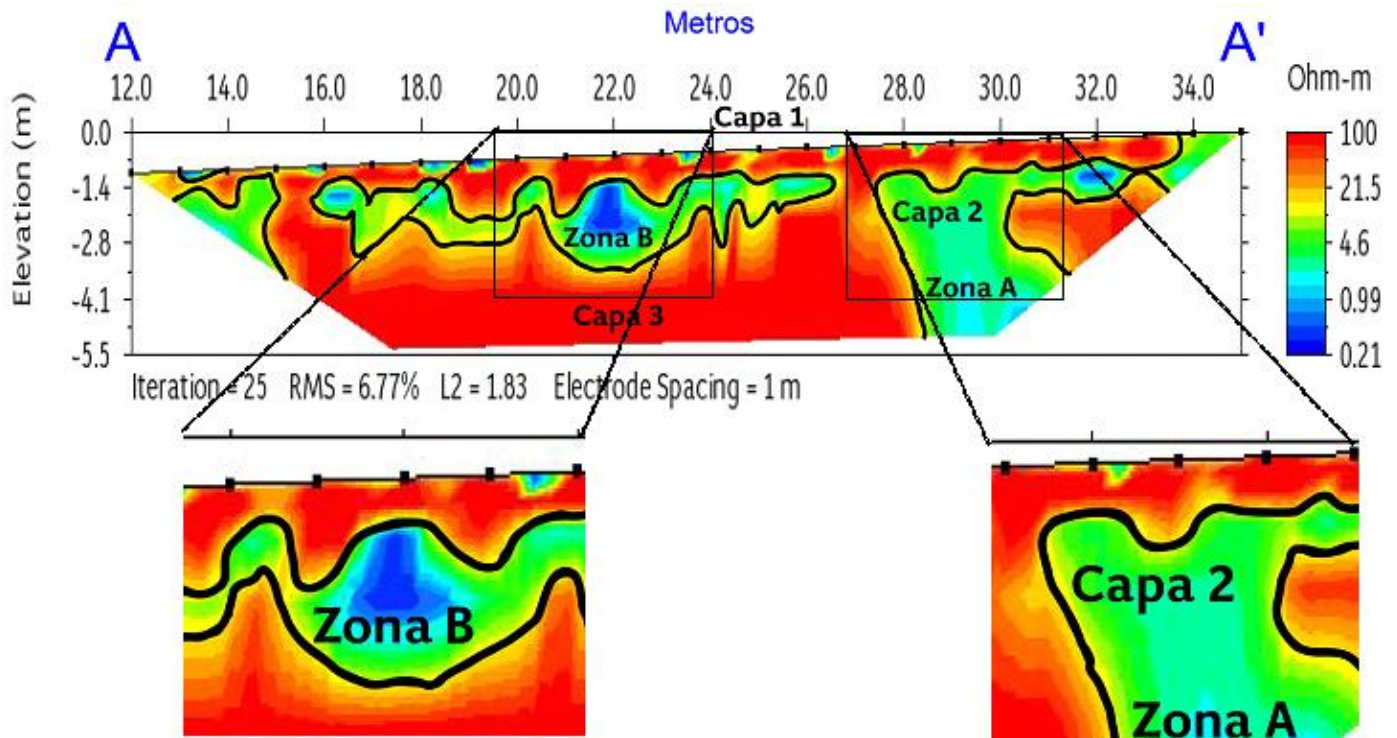 A Metros A'
12.0 14.0 16.0 18.0 20.0 22.0 24.0 26.0 28.0 30.0 32.0 34.0 Ohm-m
Elevation (m)
0.0
-1.4
-2.8
-4.1
-5.5
Capa 1
Capa 2
Zona B
Zona A
Capa 3
100
21.5
4.6
0.99
0.21
Iteration = 25 RMS = 6.77% L2 = 1.83 Electrode Spacing = 1 m
Zona B
Capa 2
Zona A